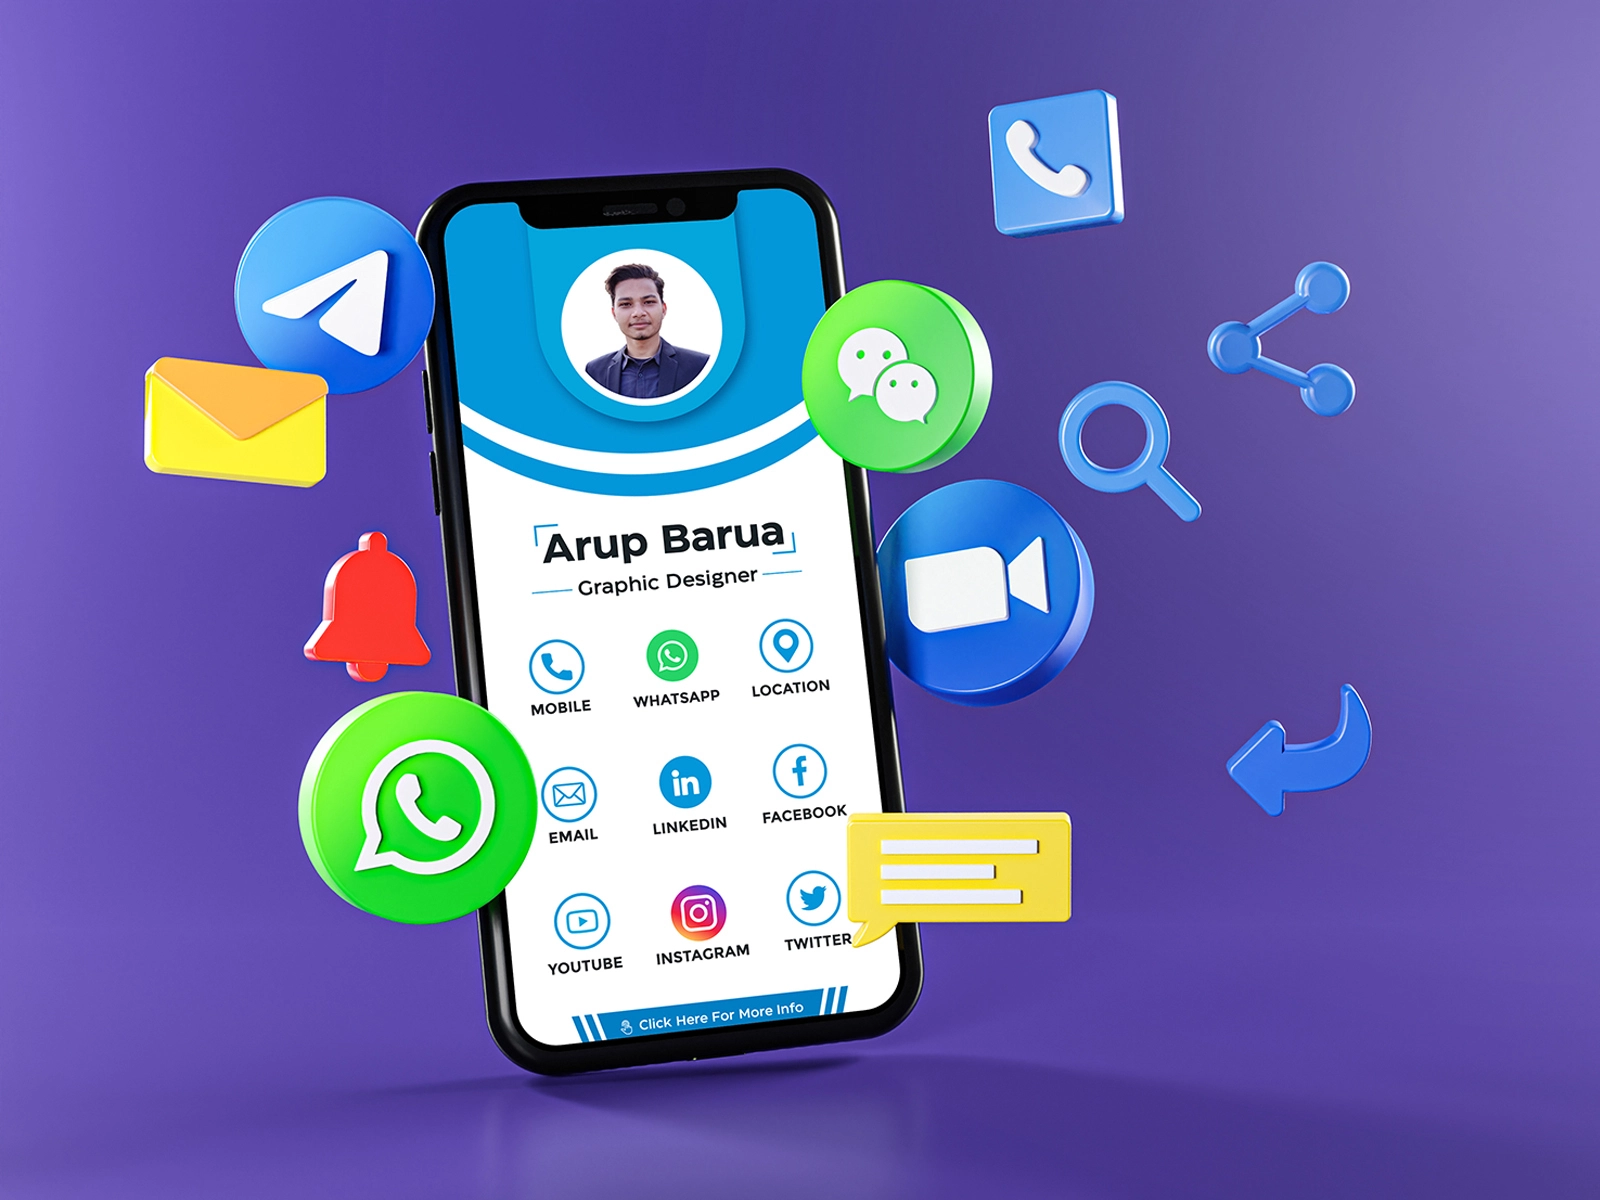 Arup Barua
Graphic Designer
MOBILE
WHATSAPP
LOCATION
EMAIL
LINKEDIN
FACEBOOK
YOUTUBE
INSTAGRAM
TWITTER
Click Here For More Info